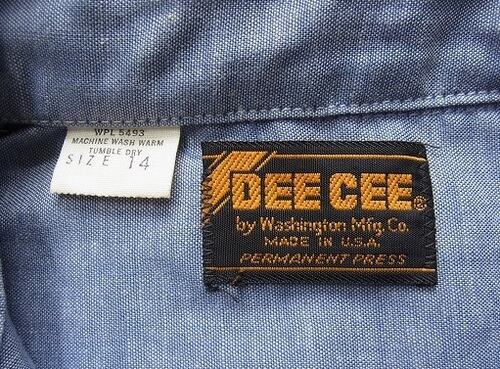 WPL 5493
MACHINE WASH WARM
TUMBLE DRY
SIZE 14
DEE CEE®
by Washington Mfg. Co.
MADE IN U.S.A.
PERMANENT PRESS